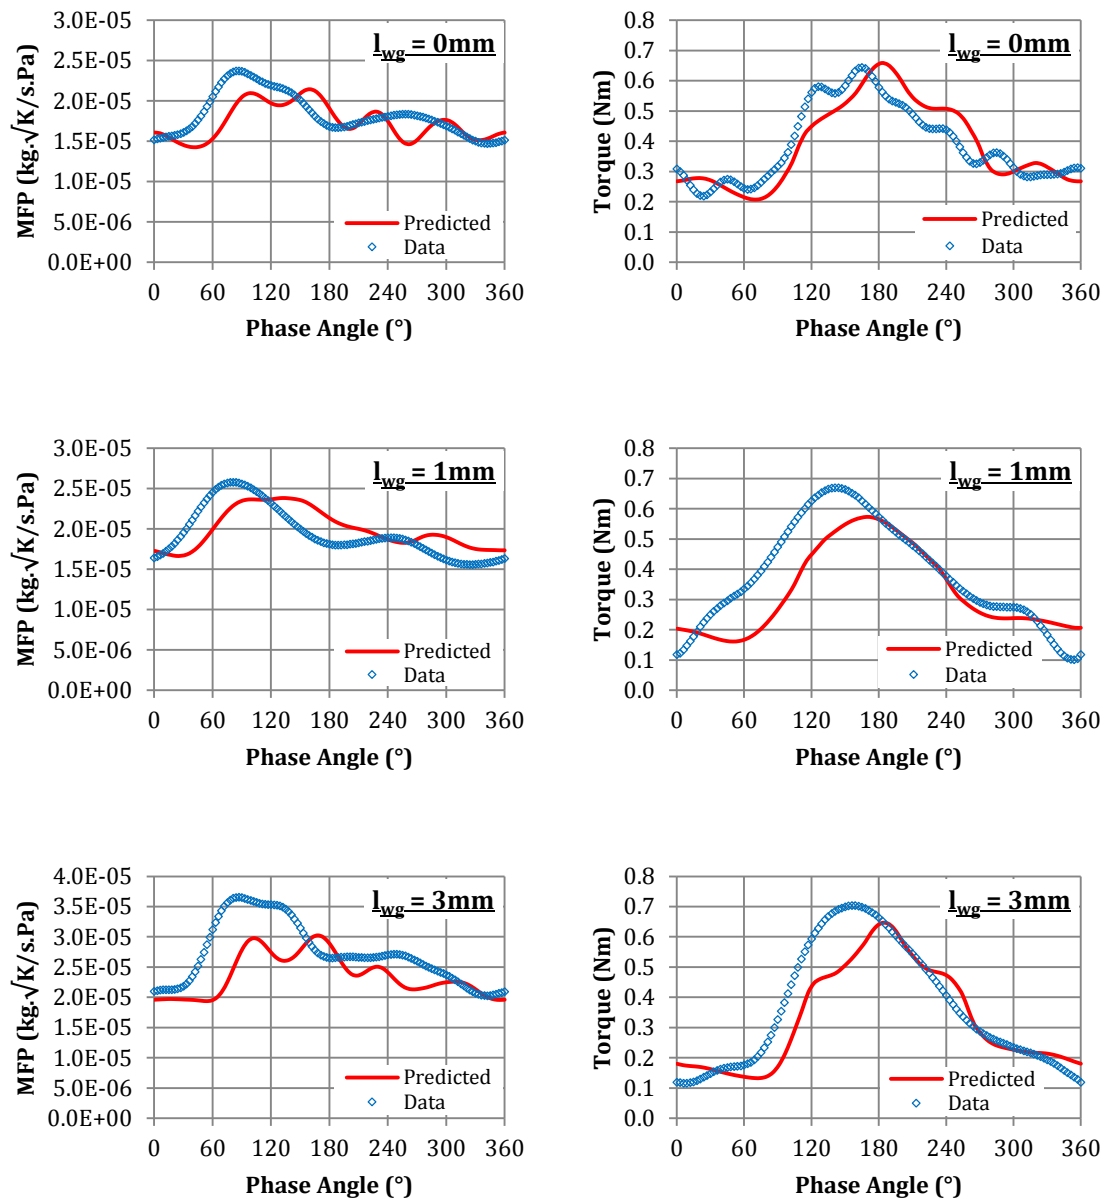 l_wg = 0mm
MFP (kg.√K/s.Pa)
3.0E-05
2.5E-05
2.0E-05
1.5E-05
1.0E-05
5.0E-06
0.0E+00
Predicted
Data
0 60 120 180 240 300 360
Phase Angle (°)
l_wg = 0mm
Torque (Nm)
0.8
0.7
0.6
0.5
0.4
0.3
0.2
0.1
0.0
Predicted
Data
0 60 120 180 240 300 360
Phase Angle (°)
l_wg = 1mm
MFP (kg.√K/s.Pa)
3.0E-05
2.5E-05
2.0E-05
1.5E-05
1.0E-05
5.0E-06
0.0E+00
Predicted
Data
0 60 120 180 240 300 360
Phase Angle (°)
l_wg = 1mm
Torque (Nm)
0.8
0.7
0.6
0.5
0.4
0.3
0.2
0.1
0.0
Predicted
Data
0 60 120 180 240 300 360
Phase Angle (°)
l_wg = 3mm
MFP (kg.√K/s.Pa)
4.0E-05
3.5E-05
3.0E-05
2.5E-05
2.0E-05
1.5E-05
1.0E-05
5.0E-06
0.0E+00
Predicted
Data
0 60 120 180 240 300 360
Phase Angle (°)
l_wg = 3mm
Torque (Nm)
0.8
0.7
0.6
0.5
0.4
0.3
0.2
0.1
0.0
Predicted
Data
0 60 120 180 240 300 360
Phase Angle (°)